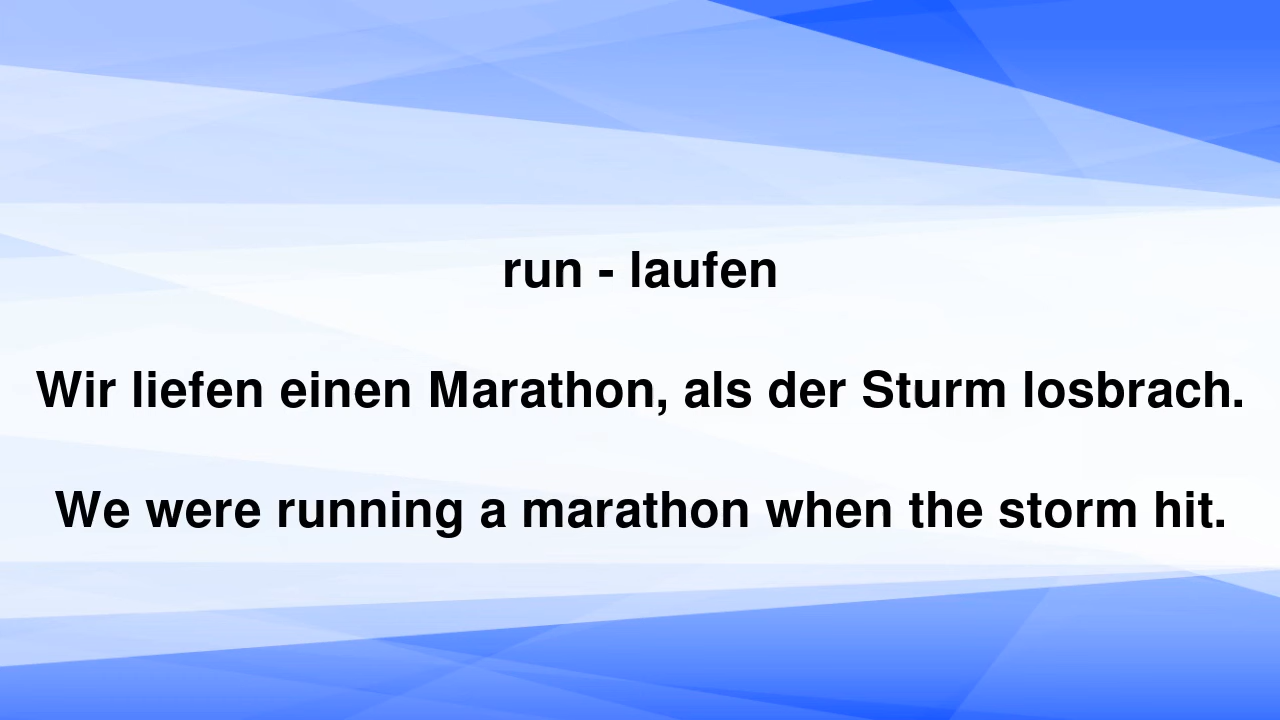 run - laufen
Wir liefen einen Marathon, als der Sturm losbrach.
We were running a marathon when the storm hit.